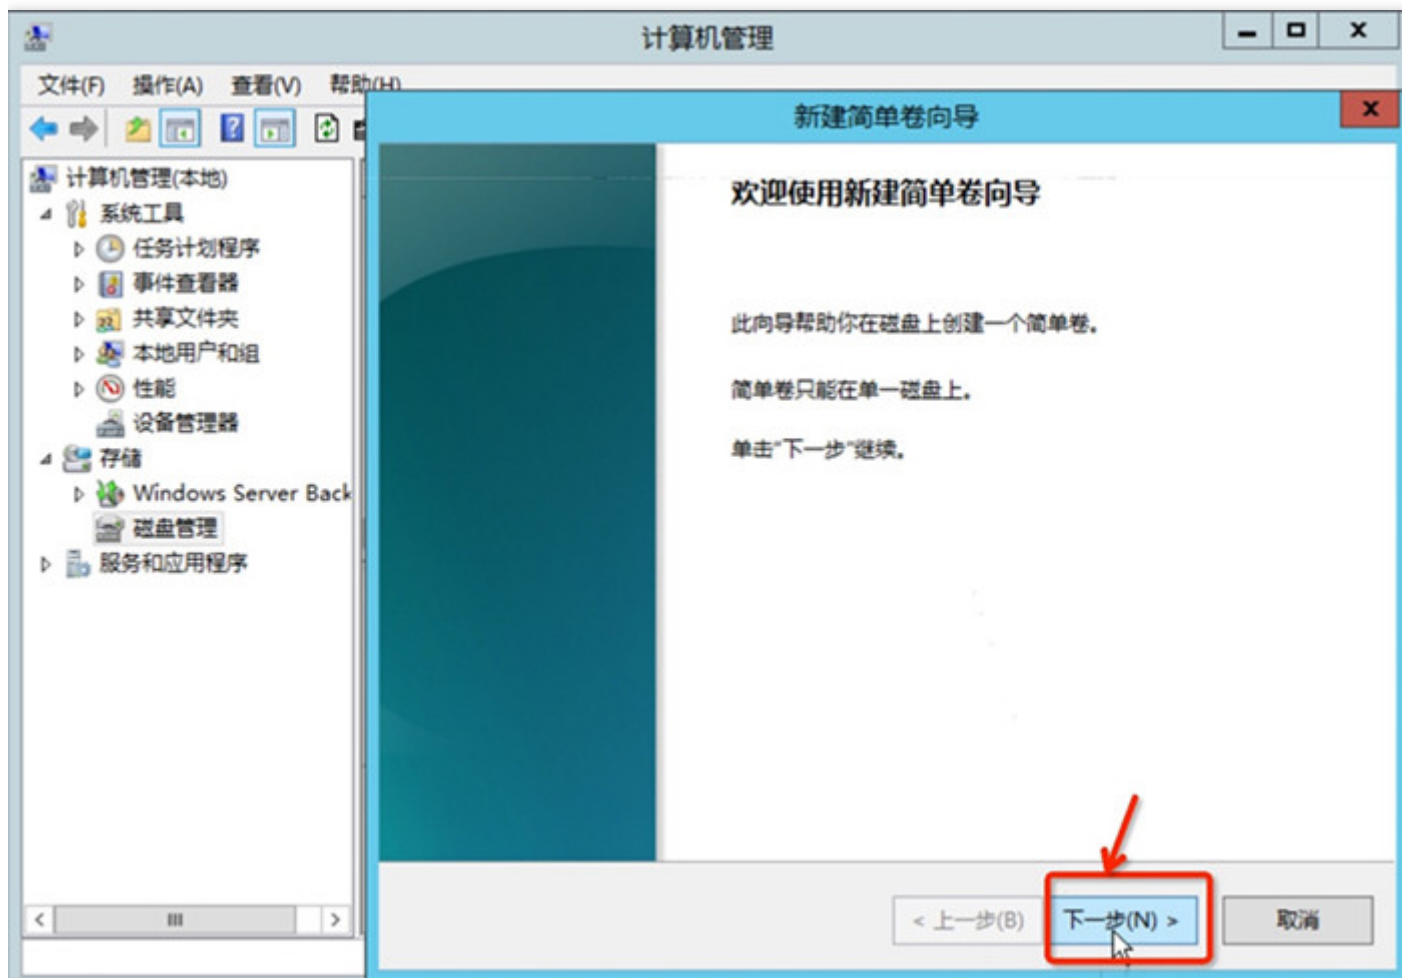 计算机管理
文件(F) 操作(A) 查看(V) 帮助(H)
新建简单卷向导
计算机管理(本地)
系统工具
任务计划程序
事件查看器
共享文件夹
本地用户和组
性能
设备管理器
存储
Windows Server Back
磁盘管理
服务和应用程序
欢迎使用新建简单卷向导
此向导帮助你在磁盘上创建一个简单卷。
简单卷只能在单一磁盘上。
单击"下一步"继续。
< 上一步(B) 下一步(N) > 取消